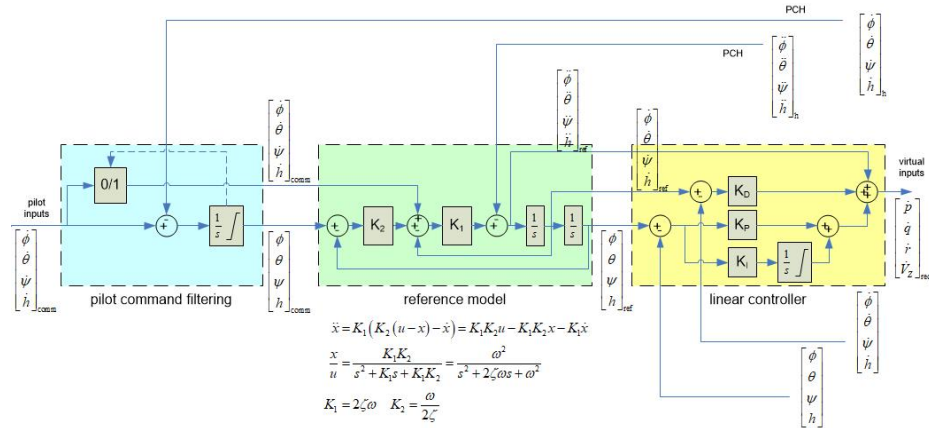 PCH
PCH
[φ̇ θ̇ ψ̇ ḣ]h
[φ̈ θ̈ ψ̈ ḧ]h
[φ̇ θ̇ ψ̇ ḣ]comm
[φ̈ θ̈ ψ̈ ḧ]ref
[φ̇ θ̇ ψ̇ ḣ]ref
virtual
inputs
pilot
inputs
0/1
1/s
K2
K1
1/s
1/s
KD
KP
KI
1/s
[φ̇ θ̇ ψ̇ ḣ]comm
[φ θ ψ h]comm
[φ θ ψ h]ref
[ṗ q̇ ṙ V̇Z]req
pilot command filtering
reference model
linear controller
ẍ = K1(K2(u−x)−ẋ) = K1K2u−K1K2x−K1ẋ
x/u = K1K2/(s²+K1s+K1K2) = ω²/(s²+2ζωs+ω²)
K1 = 2ζω K2 = ω/2ζ
[φ̇ θ̇ ψ̇ ḣ]
[φ θ ψ h]